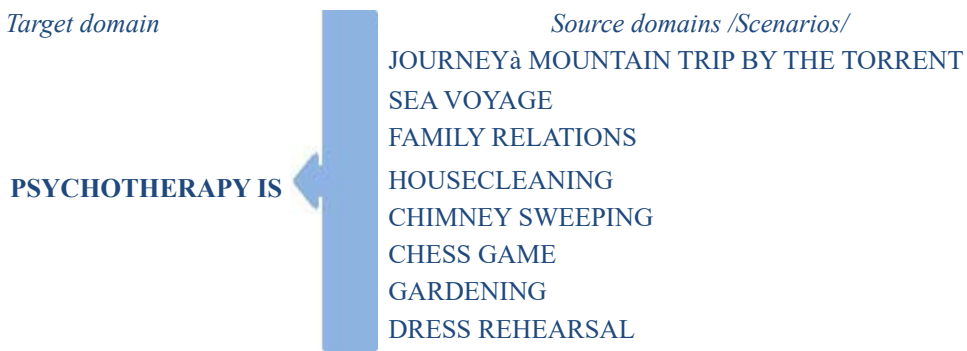 Target domain
Source domains /Scenarios/
JOURNEYà MOUNTAIN TRIP BY THE TORRENT
SEA VOYAGE
FAMILY RELATIONS
PSYCHOTHERAPY IS
HOUSECLEANING
CHIMNEY SWEEPING
CHESS GAME
GARDENING
DRESS REHEARSAL